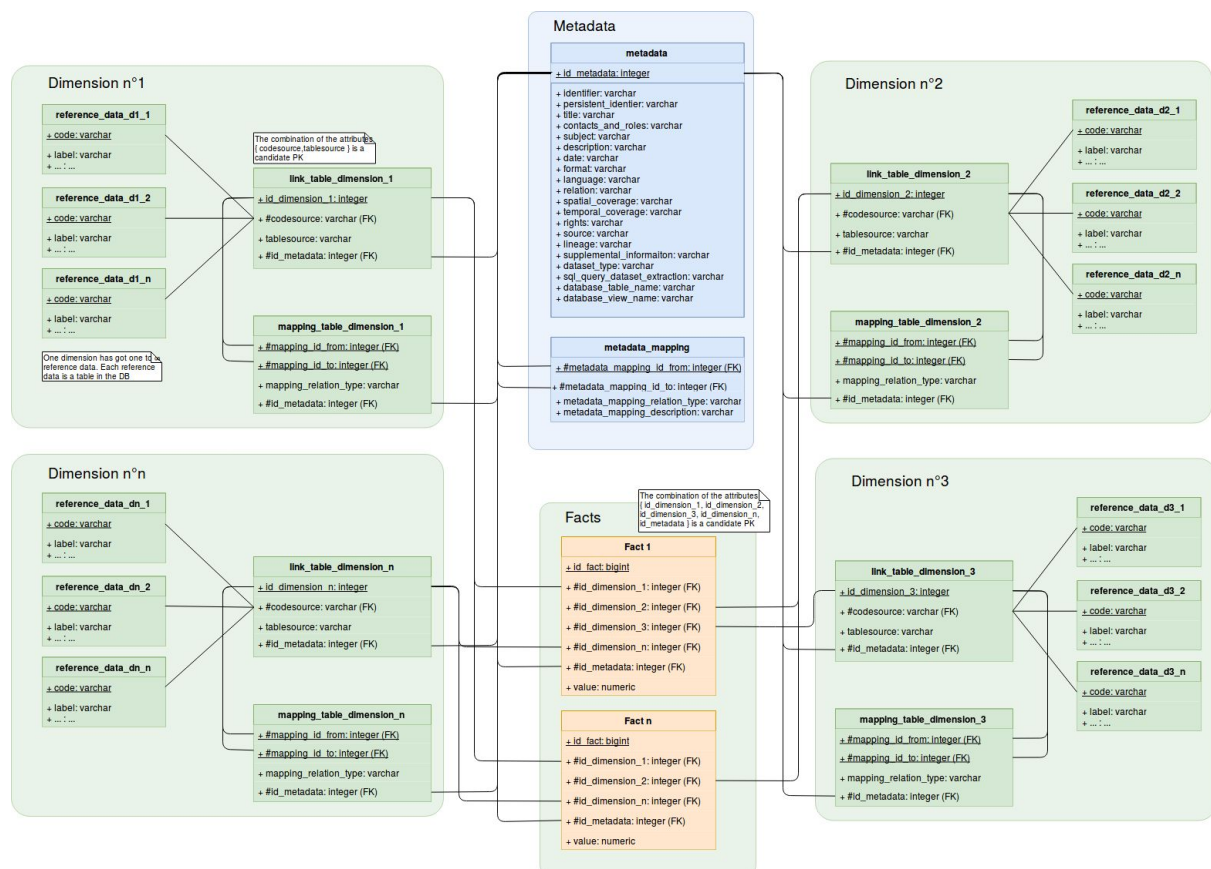 Metadata
metadata
+ id_metadata: integer
+ identifier: varchar
+ persistent_identier: varchar
+ title: varchar
+ contacts_and_roles: varchar
+ subject: varchar
+ description: varchar
+ date: varchar
+ format: varchar
+ language: varchar
+ relation: varchar
+ spatial_coverage: varchar
+ temporal_coverage: varchar
+ rights: varchar
+ source: varchar
+ lineage: varchar
+ supplemental_informaiton: varchar
+ dataset_type: varchar
+ sql_query_dataset_extraction: varchar
+ database_table_name: varchar
+ database_view_name: varchar
metadata_mapping
+ #metadata_mapping_id_from: integer (FK)
+ #metadata_mapping_id_to: integer (FK)
+ metadata_mapping_relation_type: varchar
+ metadata_mapping_description: varchar
Dimension n°1
reference_data_d1_1
+ code: varchar
+ label: varchar
+ ... : ...
reference_data_d1_2
+ code: varchar
+ label: varchar
+ ... : ...
reference_data_d1_n
+ code: varchar
+ label: varchar
+ ... : ...
One dimension has got one to ∞
reference data. Each reference
data is a table in the DB
The combination of the attributes
{ codesource,tablesource } is a
candidate PK
link_table_dimension_1
+ id_dimension_1: integer
+ #codesource: varchar (FK)
+ tablesource: varchar
+ #id_metadata: integer (FK)
mapping_table_dimension_1
+ #mapping_id_from: integer (FK)
+ #mapping_id_to: integer (FK)
+ mapping_relation_type: varchar
+ #id_metadata: integer (FK)
Dimension n°2
link_table_dimension_2
+ id_dimension_2: integer
+ #codesource: varchar (FK)
+ tablesource: varchar
+ #id_metadata: integer (FK)
mapping_table_dimension_2
+ #mapping_id_from: integer (FK)
+ #mapping_id_to: integer (FK)
+ mapping_relation_type: varchar
+ #id_metadata: integer (FK)
reference_data_d2_1
+ code: varchar
+ label: varchar
+ ... : ...
reference_data_d2_2
+ code: varchar
+ label: varchar
+ ... : ...
reference_data_d2_n
+ code: varchar
+ label: varchar
+ ... : ...
Dimension n°n
reference_data_dn_1
+ code: varchar
+ label: varchar
+ ... : ...
reference_data_dn_2
+ code: varchar
+ label: varchar
+ ... : ...
reference_data_dn_n
+ code: varchar
+ label: varchar
+ ... : ...
link_table_dimension_n
+ id_dimension_n: integer
+ #codesource: varchar (FK)
+ tablesource: varchar
+ #id_metadata: integer (FK)
mapping_table_dimension_n
+ #mapping_id_from: integer (FK)
+ #mapping_id_to: integer (FK)
+ mapping_relation_type: varchar
+ #id_metadata: integer (FK)
Facts
The combination of the attributes
{ id_dimension_1, id_dimension_2,
id_dimension_3, id_dimension_n,
id_metadata } is a candidate PK
Fact 1
+ id_fact: bigint
+ #id_dimension_1: integer (FK)
+ #id_dimension_2: integer (FK)
+ #id_dimension_3: integer (FK)
+ #id_dimension_n: integer (FK)
+ #id_metadata: integer (FK)
+ value: numeric
Fact n
+ id_fact: bigint
+ #id_dimension_1: integer (FK)
+ #id_dimension_2: integer (FK)
+ #id_dimension_n: integer (FK)
+ #id_metadata: integer (FK)
+ value: numeric
Dimension n°3
link_table_dimension_3
+ id_dimension_3: integer
+ #codesource: varchar (FK)
+ tablesource: varchar
+ #id_metadata: integer (FK)
mapping_table_dimension_3
+ #mapping_id_from: integer (FK)
+ #mapping_id_to: integer (FK)
+ mapping_relation_type: varchar
+ #id_metadata: integer (FK)
reference_data_d3_1
+ code: varchar
+ label: varchar
+ ... : ...
reference_data_d3_2
+ code: varchar
+ label: varchar
+ ... : ...
reference_data_d3_n
+ code: varchar
+ label: varchar
+ ... : ...